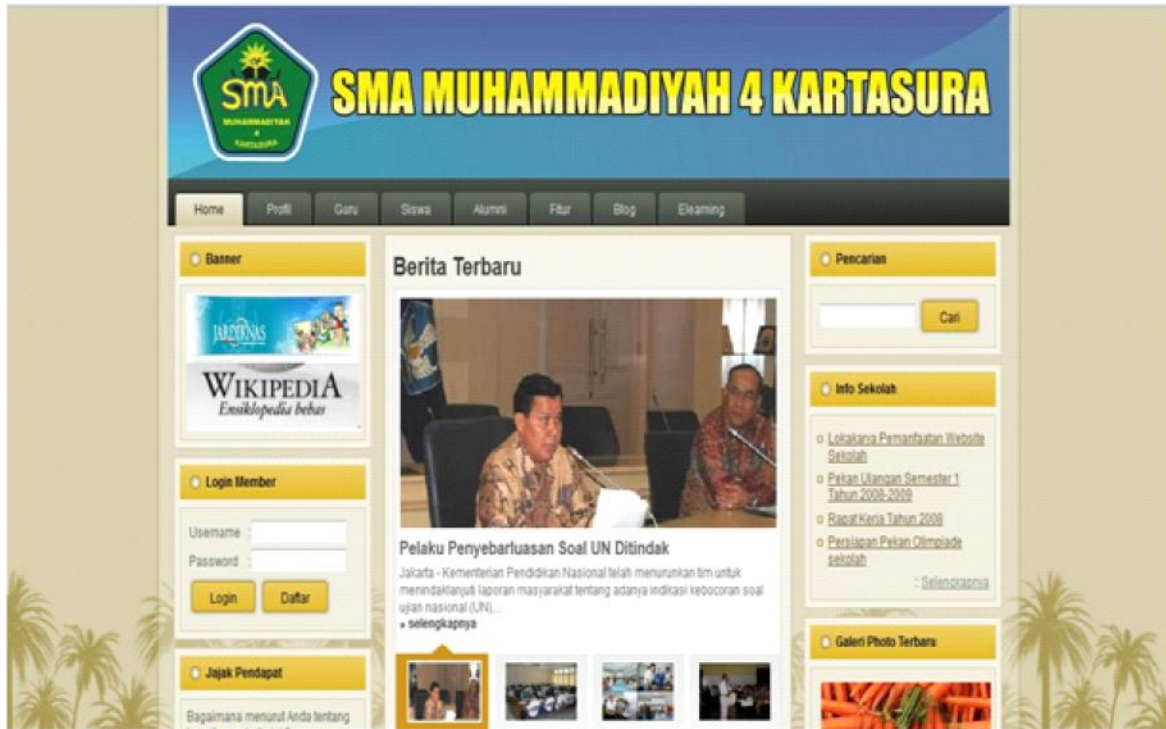 SMA
MUHAMMADIYAH
4
KARTASURA
SMA MUHAMMADIYAH 4 KARTASURA
Home
Profil
Guru
Siswa
Alumni
Fitur
Blog
Elearning
Banner
JARDIKNAS
WIKIPEDIA
Ensiklopedia bebas
Login Member
Username :
Password :
Login
Daftar
Jajak Pendapat
Bagaimana menurut Anda tentang
Berita Terbaru
Pelaku Penyebarluasan Soal UN Ditindak
Jakarta - Kementerian Pendidikan Nasional telah menurunkan tim untuk
menindaklanjuti laporan masyarakat tentang adanya indikasi kebocoran soal
ujian nasional (UN)...
» selengkapnya
Pencarian
Cari
Info Sekolah
Lokakarya Pemanfaatan Website
Sekolah
Pekan Ulangan Semester 1
Tahun 2008-2009
Rapat Kerja Tahun 2008
Persiapan Pekan Olimpiade
sekolah
:: Selengkapnya
Galeri Photo Terbaru